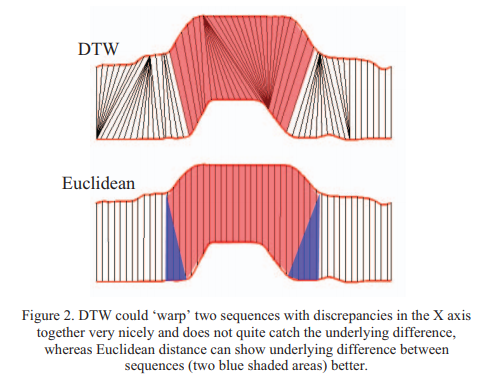 DTW
Euclidean
Figure 2. DTW could ‘warp’ two sequences with discrepancies in the X axis
together very nicely and does not quite catch the underlying difference,
whereas Euclidean distance can show underlying difference between
sequences (two blue shaded areas) better.